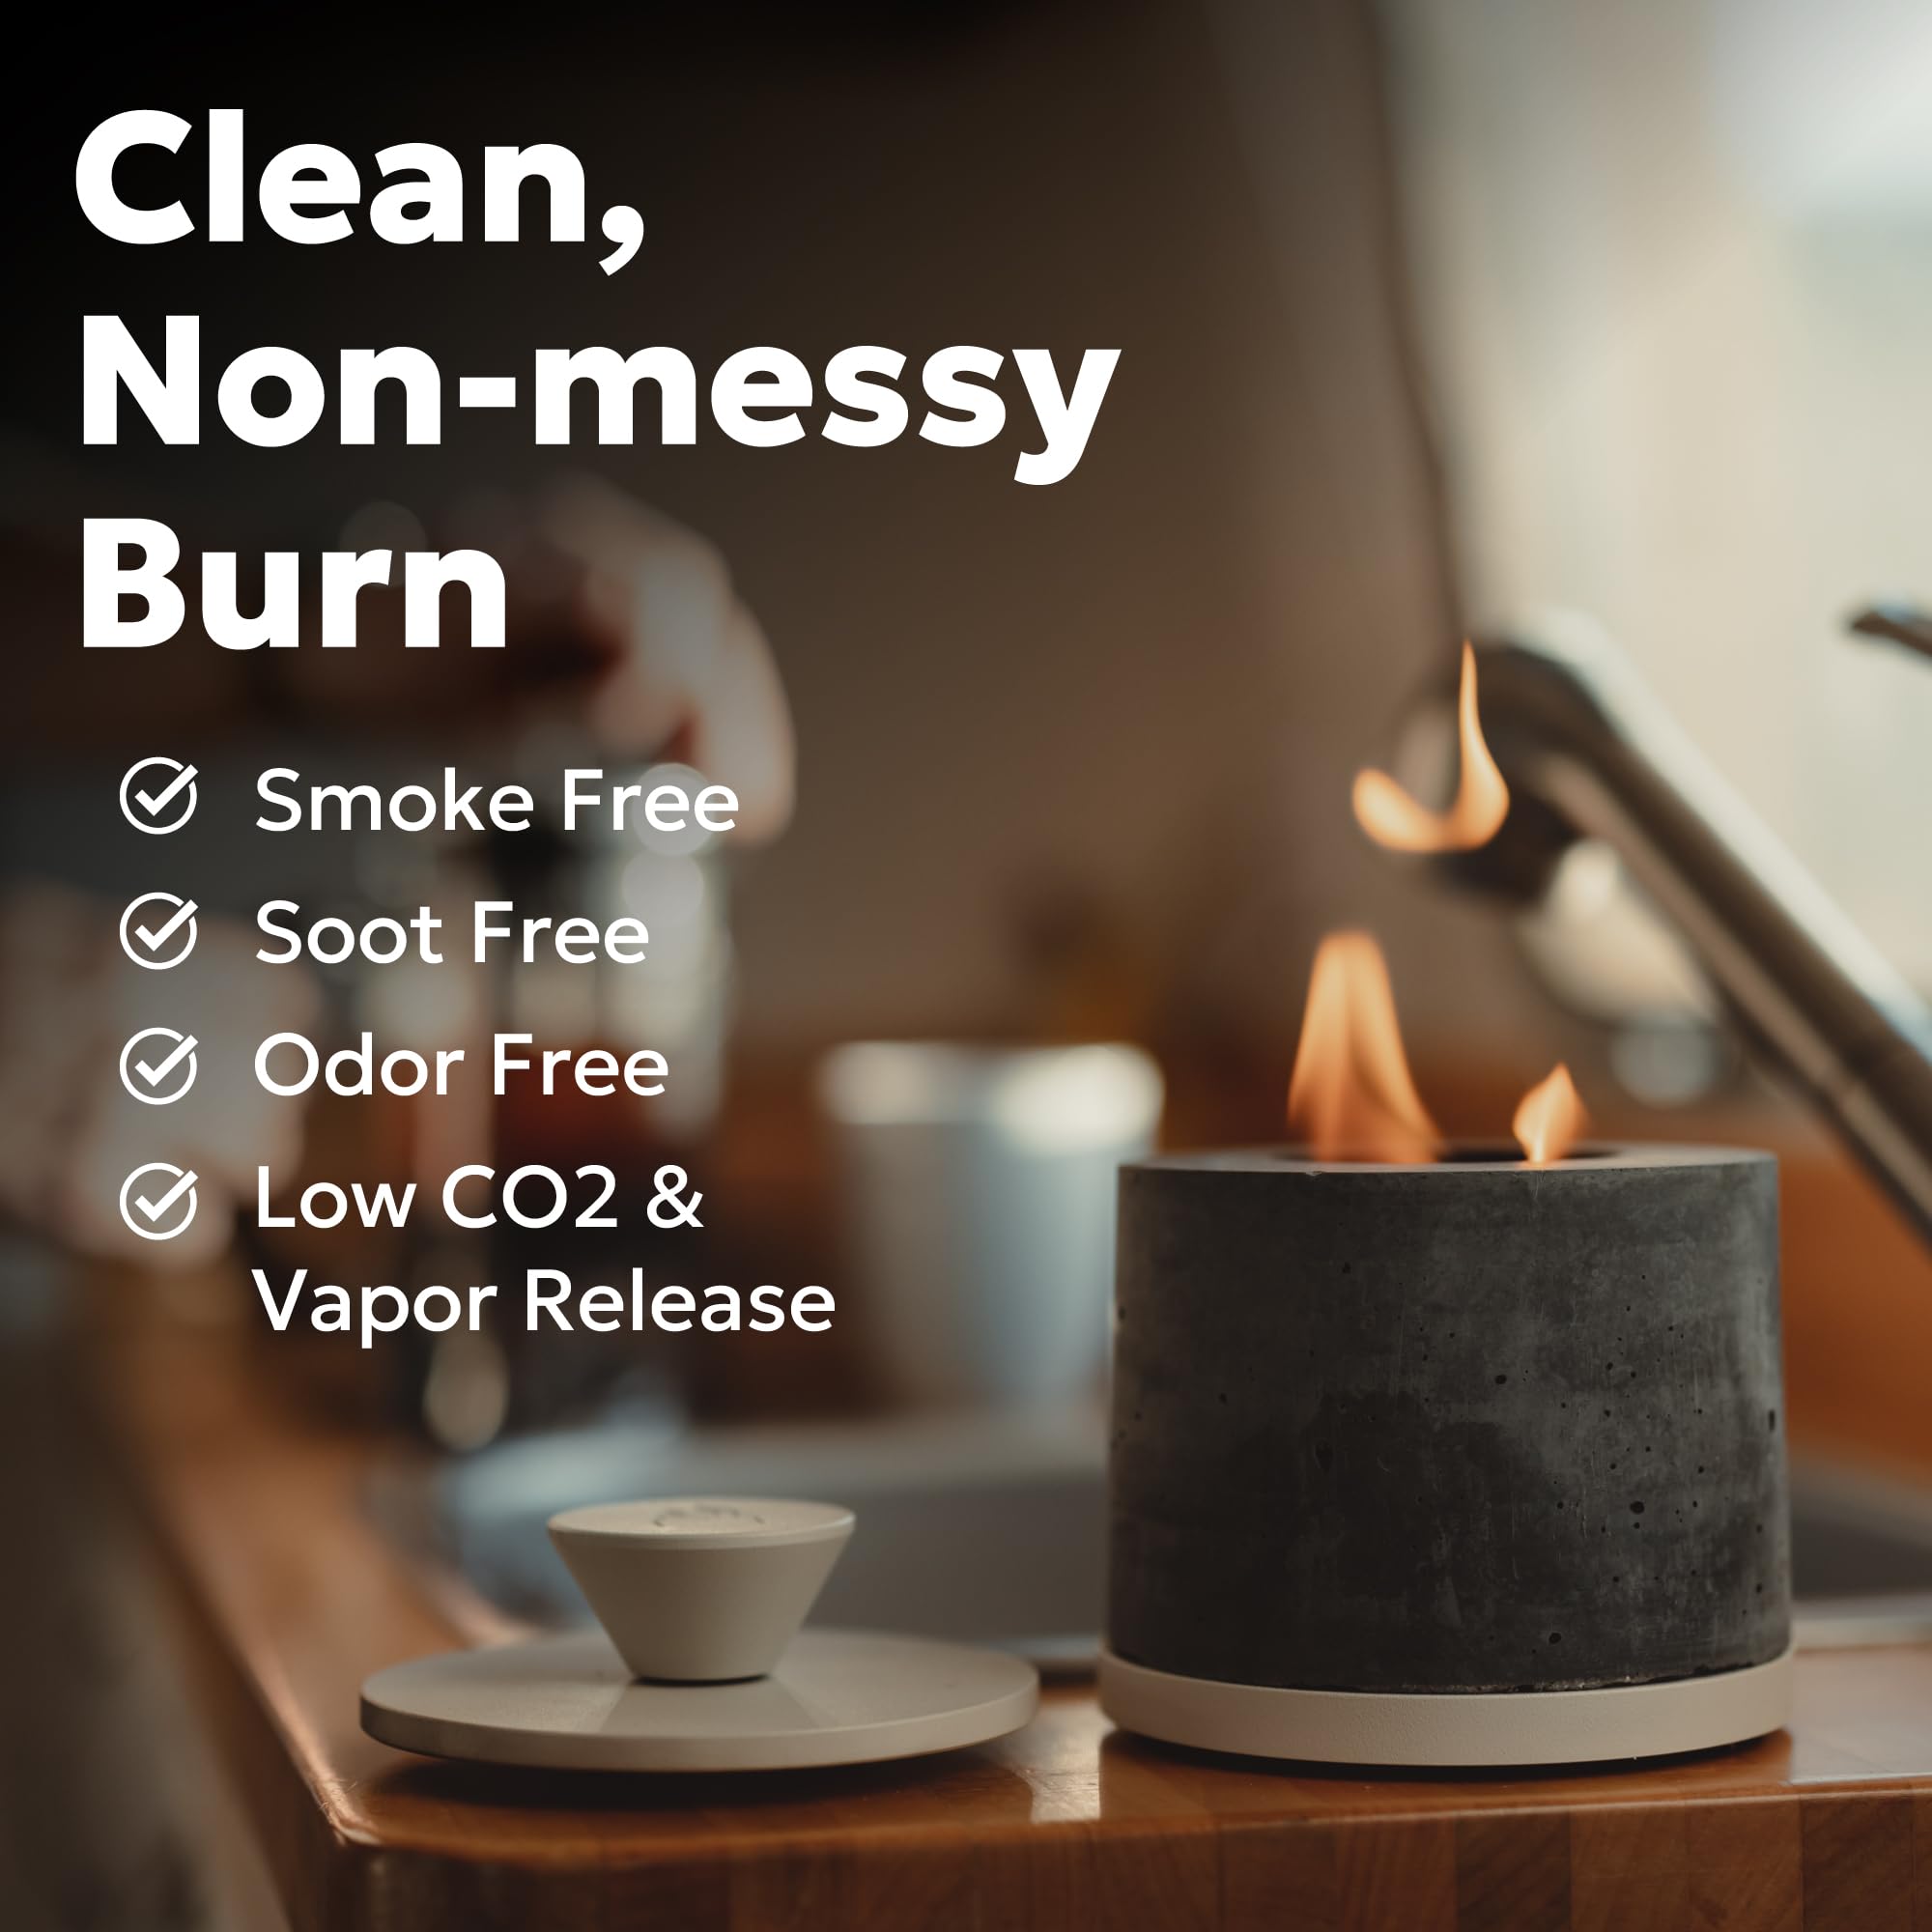 Clean,
Non-messy
Burn
Smoke Free
Soot Free
Odor Free
Low CO2 &
Vapor Release